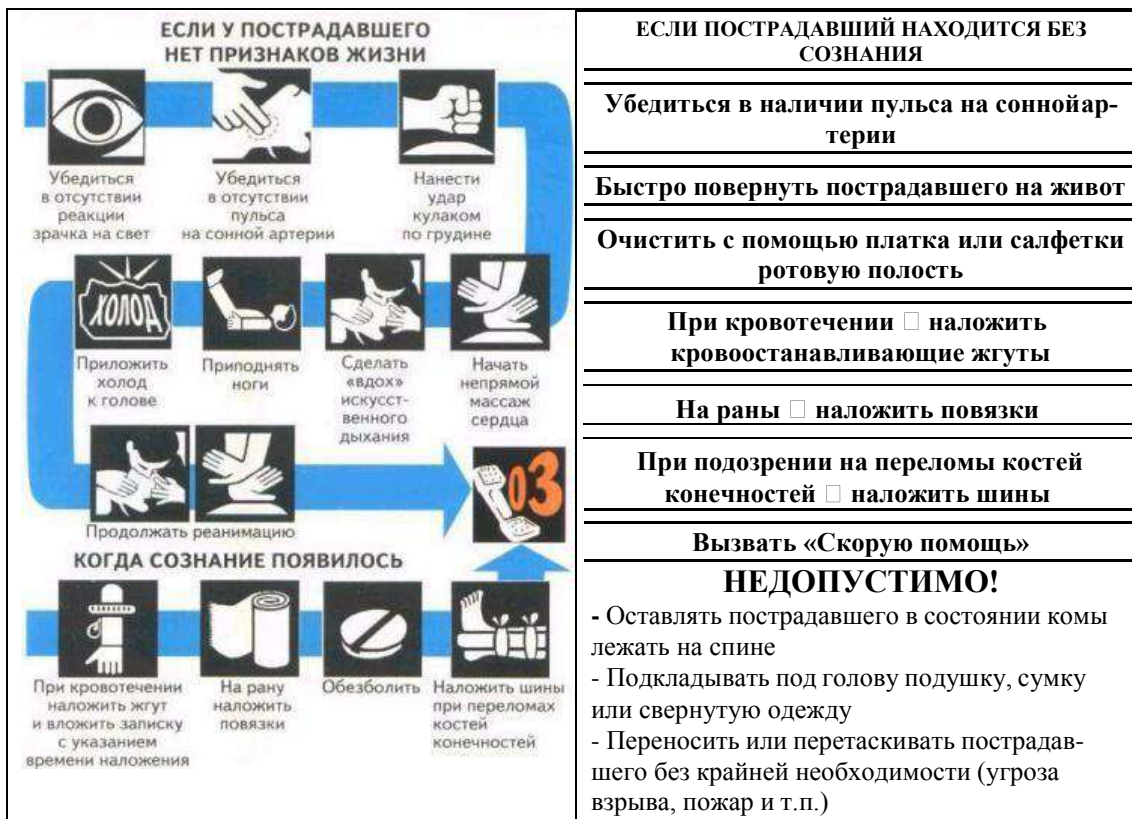 ЕСЛИ У ПОСТРАДАВШЕГО
НЕТ ПРИЗНАКОВ ЖИЗНИ
Убедиться
в отсутствии
реакции
зрачка на свет
Убедиться
в отсутствии
пульса
на сонной артерии
Нанести
удар
кулаком
по грудине
ХОЛОД
Приложить
холод
к голове
Приподнять
ноги
Сделать
«вдох»
искусст-
венного
дыхания
Начать
непрямой
массаж
сердца
03
Продолжать реанимацию
КОГДА СОЗНАНИЕ ПОЯВИЛОСЬ
При кровотечении
наложить жгут
и вложить записку
с указанием
времени наложения
На рану
наложить
повязки
Обезболить
Наложить шины
при переломах
костей
конечностей
ЕСЛИ ПОСТРАДАВШИЙ НАХОДИТСЯ БЕЗ
СОЗНАНИЯ
Убедиться в наличии пульса на соннойар-
терии
Быстро повернуть пострадавшего на живот
Очистить с помощью платка или салфетки
ротовую полость
При кровотечении □ наложить
кровоостанавливающие жгуты
На раны □ наложить повязки
При подозрении на переломы костей
конечностей □ наложить шины
Вызвать «Скорую помощь»
НЕДОПУСТИМО!
- Оставлять пострадавшего в состоянии комы
лежать на спине
- Подкладывать под голову подушку, сумку
или свернутую одежду
- Переносить или перетаскивать пострадав-
шего без крайней необходимости (угроза
взрыва, пожар и т.п.)